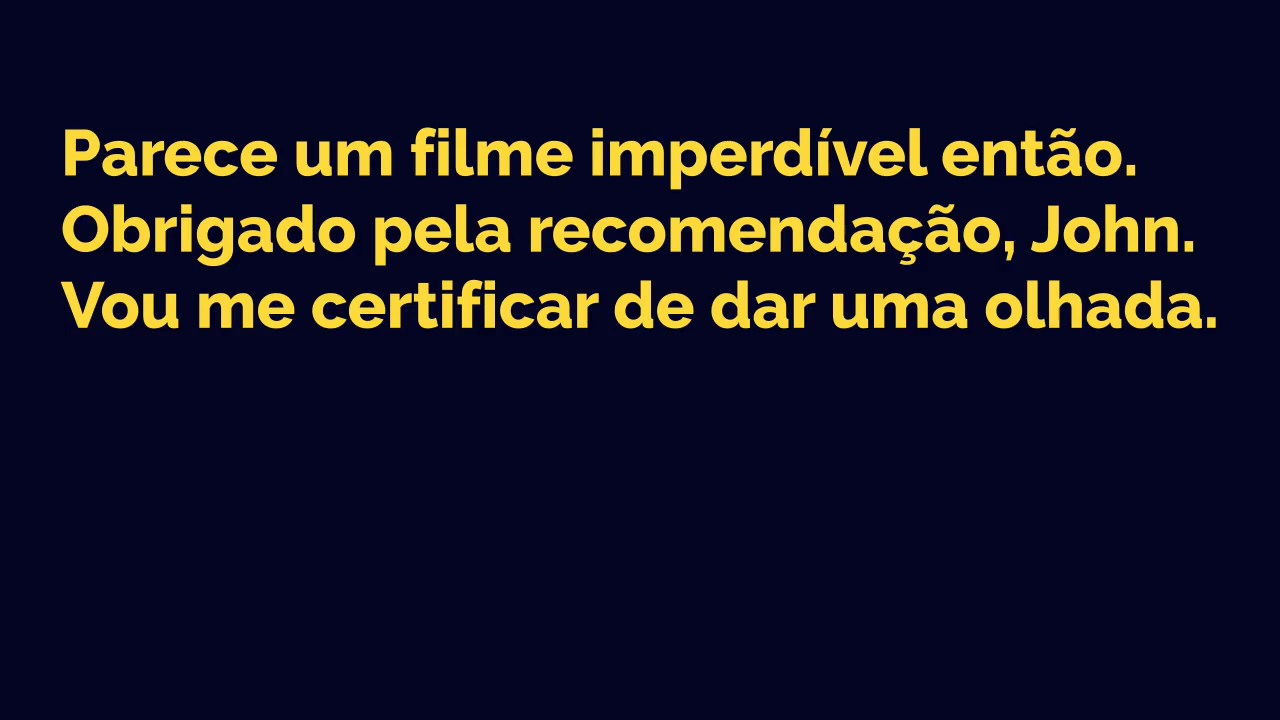 Parece um filme imperdível então.
Obrigado pela recomendação, John.
Vou me certificar de dar uma olhada.